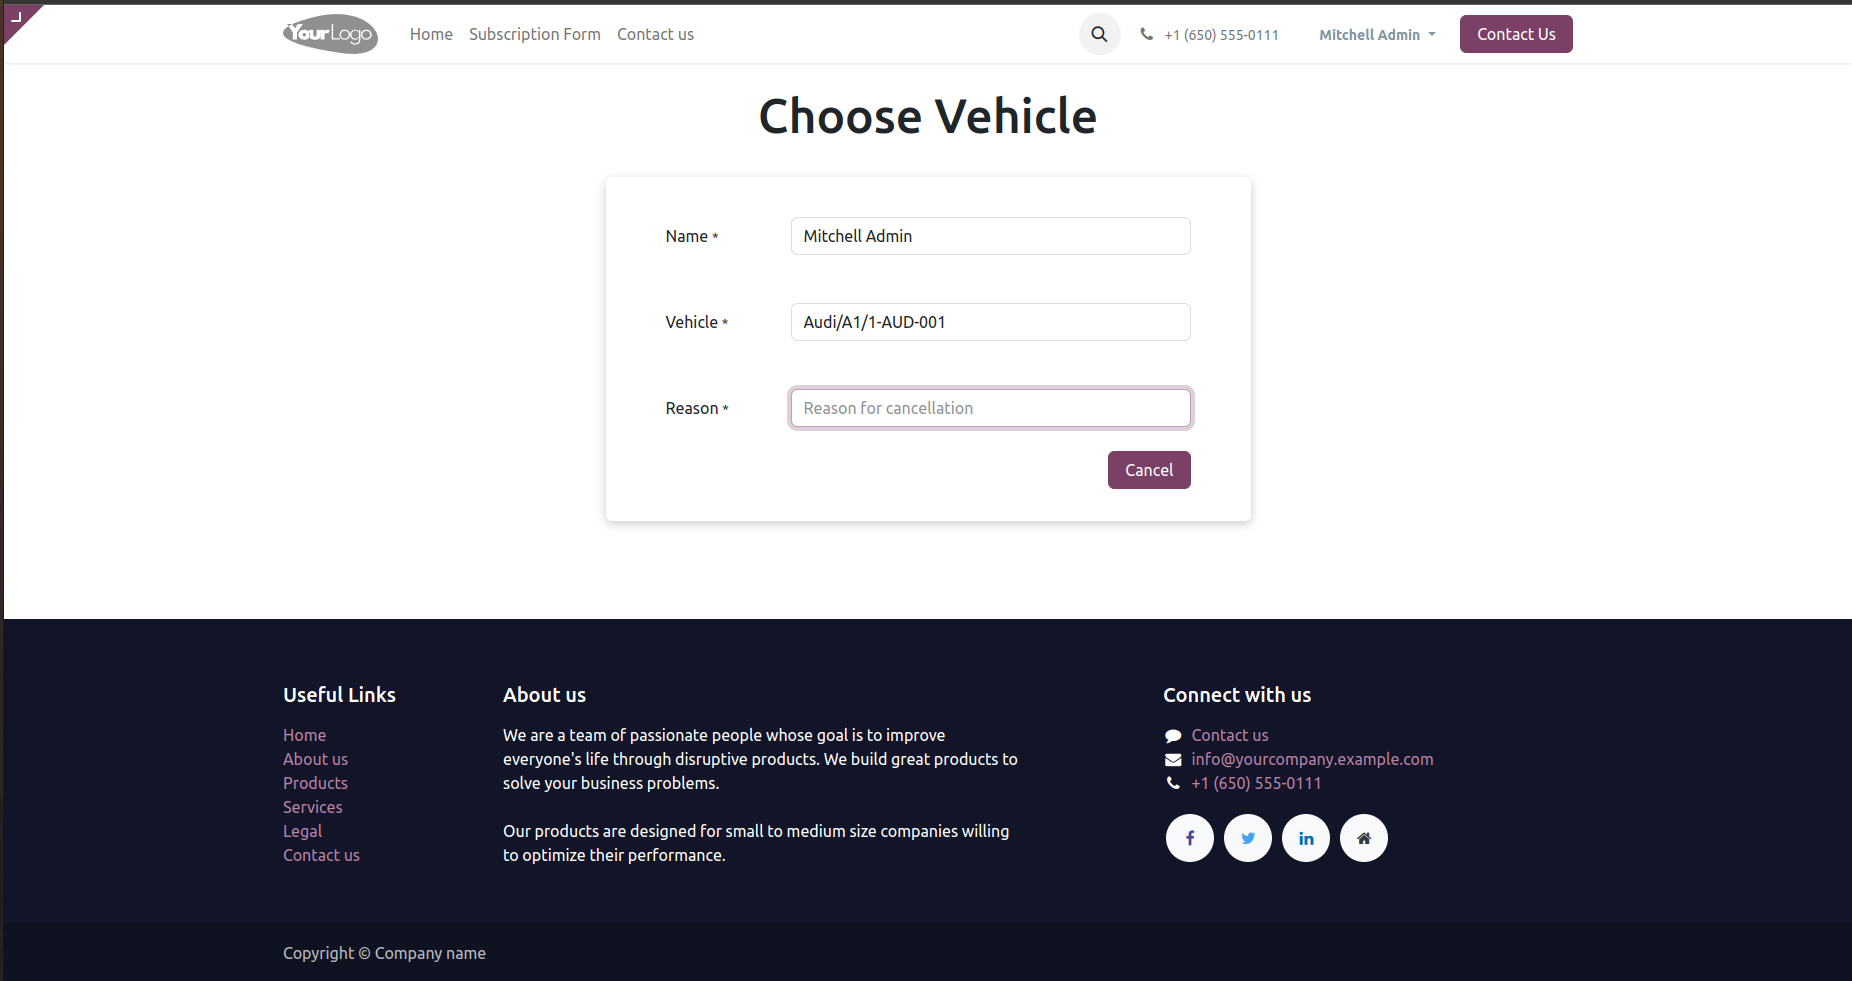 YourLogo
Home Subscription Form Contact us
+1 (650) 555-0111
Mitchell Admin
Contact Us
Choose Vehicle
Name *
Mitchell Admin
Vehicle *
Audi/A1/1-AUD-001
Reason *
Reason for cancellation
Cancel
Useful Links
Home
About us
Products
Services
Legal
Contact us
About us
We are a team of passionate people whose goal is to improve
everyone's life through disruptive products. We build great products to
solve your business problems.
Our products are designed for small to medium size companies willing
to optimize their performance.
Connect with us
Contact us
info@yourcompany.example.com
+1 (650) 555-0111
Copyright © Company name